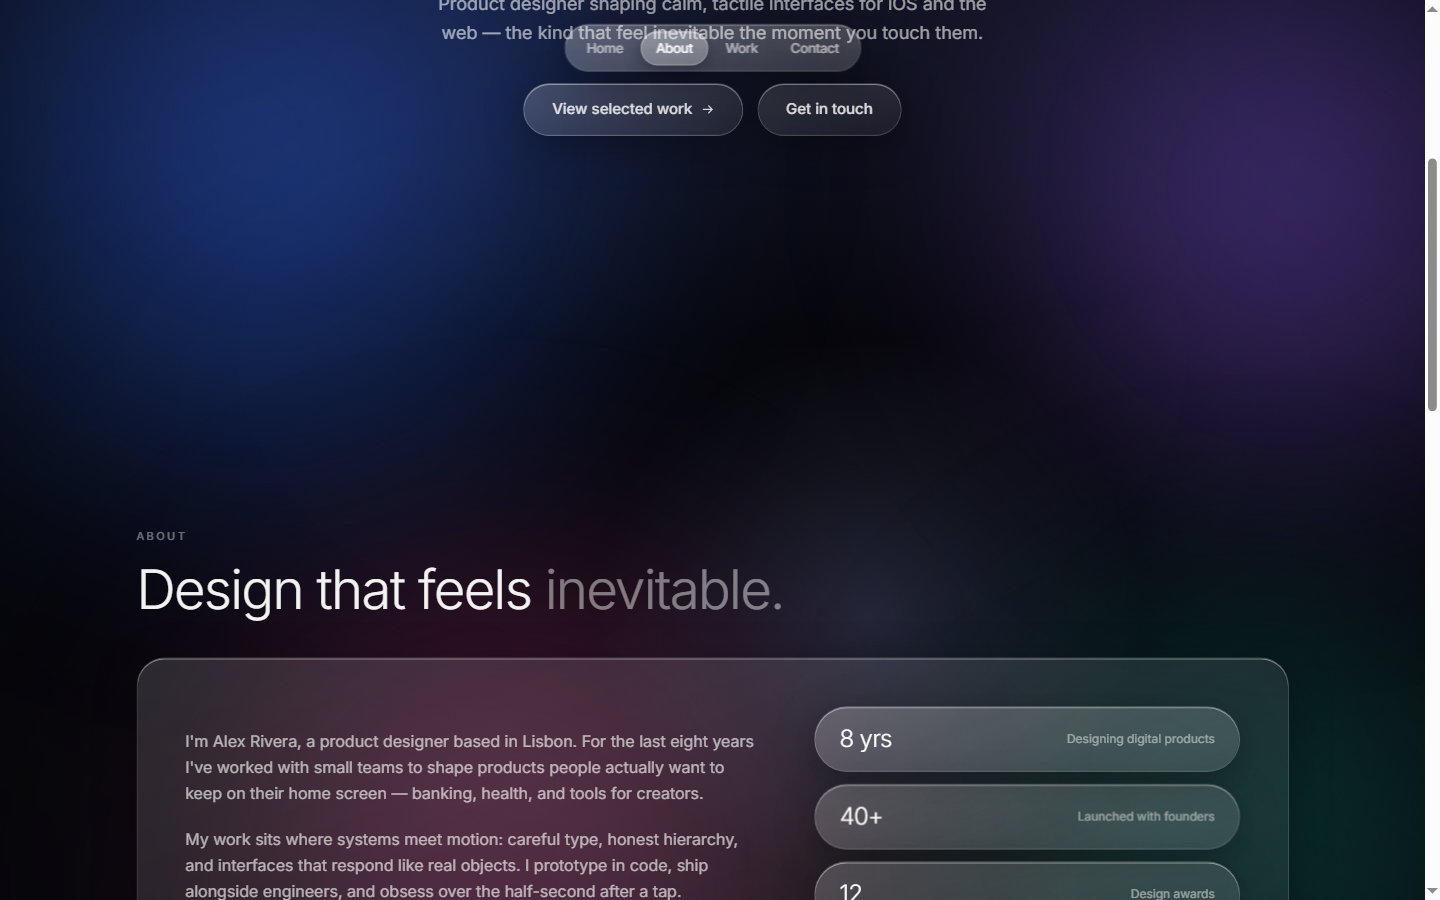 Product designer shaping calm, tactile interfaces for iOS and the
web — the kind that feel inevitable the moment you touch them.
Home About Work Contact
View selected work →
Get in touch
ABOUT
Design that feels inevitable.
I'm Alex Rivera, a product designer based in Lisbon. For the last eight years
I've worked with small teams to shape products people actually want to
keep on their home screen — banking, health, and tools for creators.
My work sits where systems meet motion: careful type, honest hierarchy,
and interfaces that respond like real objects. I prototype in code, ship
alongside engineers, and obsess over the half-second after a tap.
8 yrs
Designing digital products
40+
Launched with founders
12
Design awards